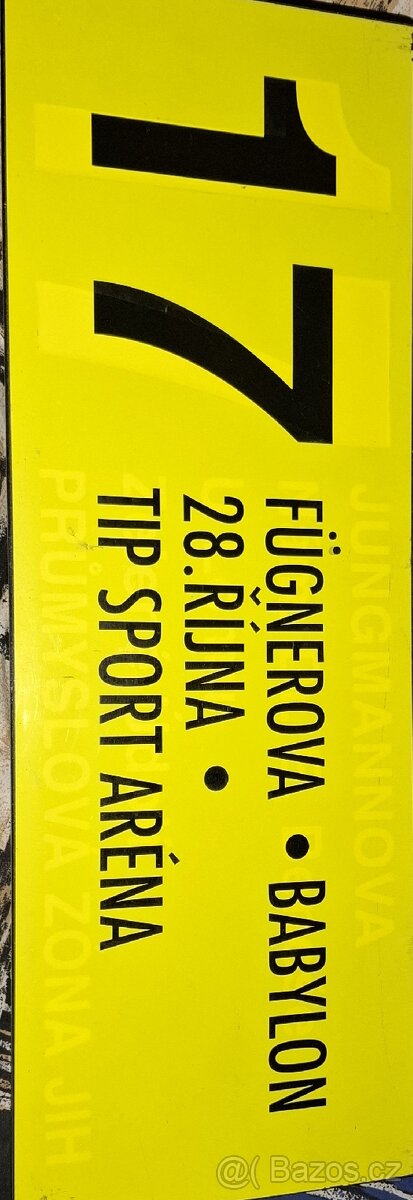 17
FÜGNEROVA • BABYLON
28.ŘÍJNA •
TIP SPORT ARÉNA
JUNGMANNOVA
PRŮMYSLOVÁ ZÓNA JIH
@( Bazos.cz